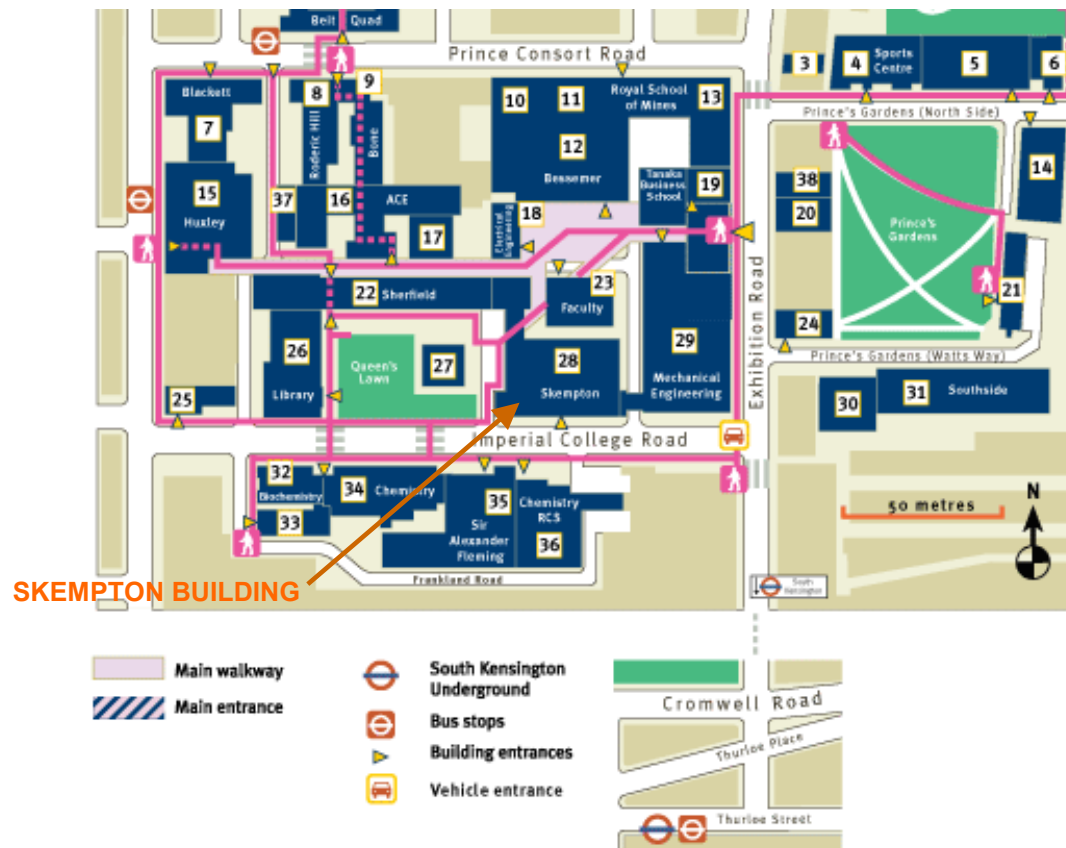 Beit Quad
Prince Consort Road
3
4
Sports
Centre
5
6
Prince's Gardens (North Side)
Blackett
7
8
Roderic Hill
9
Bone
10
11
Royal School
of Mines
13
12
Bessemer
14
15
Huxley
37
16
ACE
17
18
Electrical
Engineering
Tanaka
Business
School
19
38
20
Prince's
Gardens
21
22
Sherfield
23
Faculty
Exhibition Road
24
Prince's Gardens (Watts Way)
25
26
Library
Queen's
Lawn
27
28
Skempton
29
Mechanical
Engineering
30
31
Southside
Imperial College Road
32
Biochemistry
33
34
Chemistry
35
Sir
Alexander
Fleming
Chemistry
RCS
36
50 metres
N
Frankland Road
South
Kensington
SKEMPTON BUILDING
Main walkway
Main entrance
South Kensington
Underground
Bus stops
Building entrances
Vehicle entrance
Cromwell Road
Thurloe Place
Thurloe Street